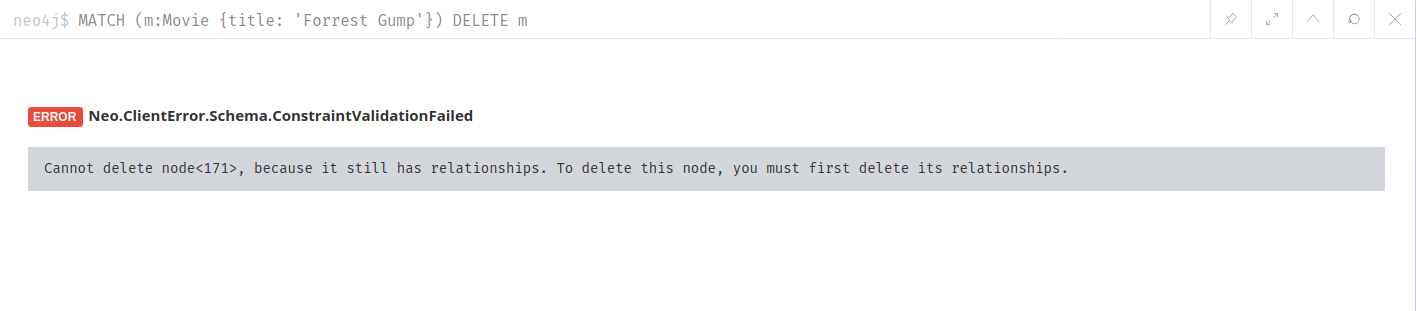 neo4j$ MATCH (m:Movie {title: 'Forrest Gump'}) DELETE m
ERROR Neo.ClientError.Schema.ConstraintValidationFailed
Cannot delete node<171>, because it still has relationships. To delete this node, you must first delete its relationships.